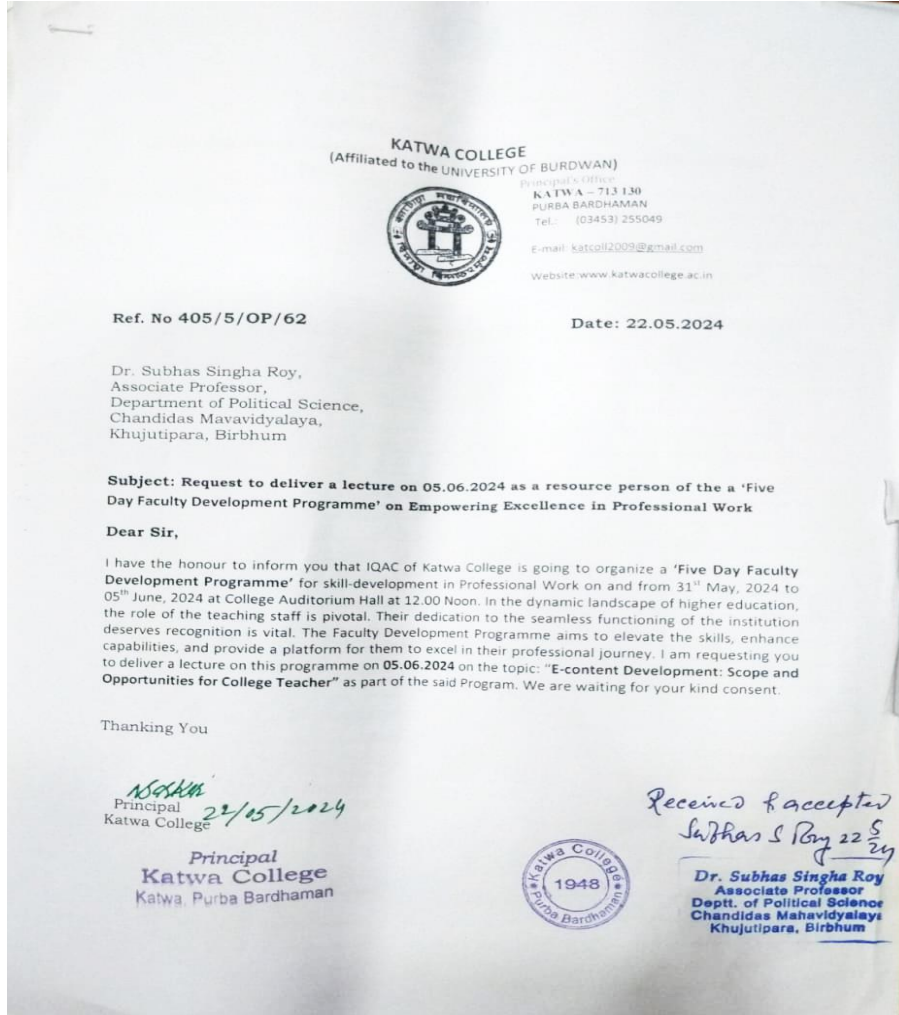 KATWA COLLEGE
(Affiliated to the UNIVERSITY OF BURDWAN)
Principal's Office
KATWA – 713 130
PURBA BARDHAMAN
Tel.: (03453) 255049
E-mail: katcoll2009@gmail.com
Website:www.katwacollege.ac.in
Ref. No 405/5/OP/62
Date: 22.05.2024
Dr. Subhas Singha Roy,
Associate Professor,
Department of Political Science,
Chandidas Mavavidyalaya,
Khujutipara, Birbhum
Subject: Request to deliver a lecture on 05.06.2024 as a resource person of the a ‘Five
Day Faculty Development Programme’ on Empowering Excellence in Professional Work
Dear Sir,
I have the honour to inform you that IQAC of Katwa College is going to organize a ‘Five Day Faculty
Development Programme’ for skill-development in Professional Work on and from 31st May, 2024 to
05th June, 2024 at College Auditorium Hall at 12.00 Noon. In the dynamic landscape of higher education,
the role of the teaching staff is pivotal. Their dedication to the seamless functioning of the institution
deserves recognition is vital. The Faculty Development Programme aims to elevate the skills, enhance
capabilities, and provide a platform for them to excel in their professional journey. I am requesting you
to deliver a lecture on this programme on 05.06.2024 on the topic: “E-content Development: Scope and
Opportunities for College Teacher” as part of the said Program. We are waiting for your kind consent.
Thanking You
22/05/2024
Principal
Katwa College
Principal
Katwa College
Katwa, Purba Bardhaman
Katwa College
1948
Purba Bardhaman
Received & accepted
Subhas S Roy 22 5/24
Dr. Subhas Singha Roy
Associate Professor
Deptt. of Political Science
Chandidas Mahavidyalaya
Khujutipara, Birbhum